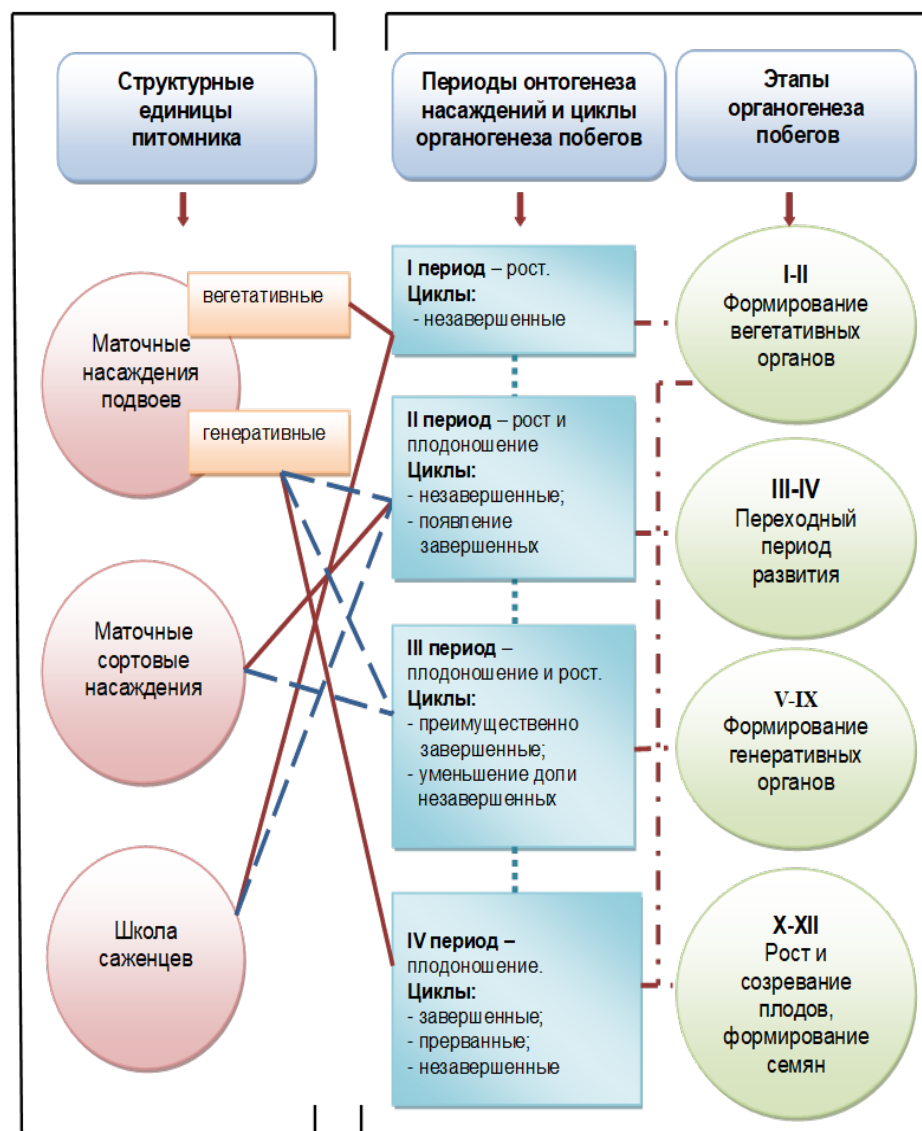 Структурные
единицы
питомника
Периоды онтогенеза
насаждений и циклы
органогенеза побегов
Этапы
органогенеза
побегов
вегетативные
Маточные
насаждения
подвоев
генеративные
Маточные
сортовые
насаждения
Школа
саженцев
I период – рост.
Циклы:
- незавершенные
II период – рост и
плодоношение
Циклы:
- незавершенные;
- появление
завершенных
III период –
плодоношение и рост.
Циклы:
- преимущественно
завершенные;
- уменьшение доли
незавершенных
IV период –
плодоношение.
Циклы:
- завершенные;
- прерванные;
- незавершенные
I-II
Формирование
вегетативных
органов
III-IV
Переходный
период
развития
V-IX
Формирование
генеративных
органов
X-XII
Рост и
созревание
плодов,
формирование
семян